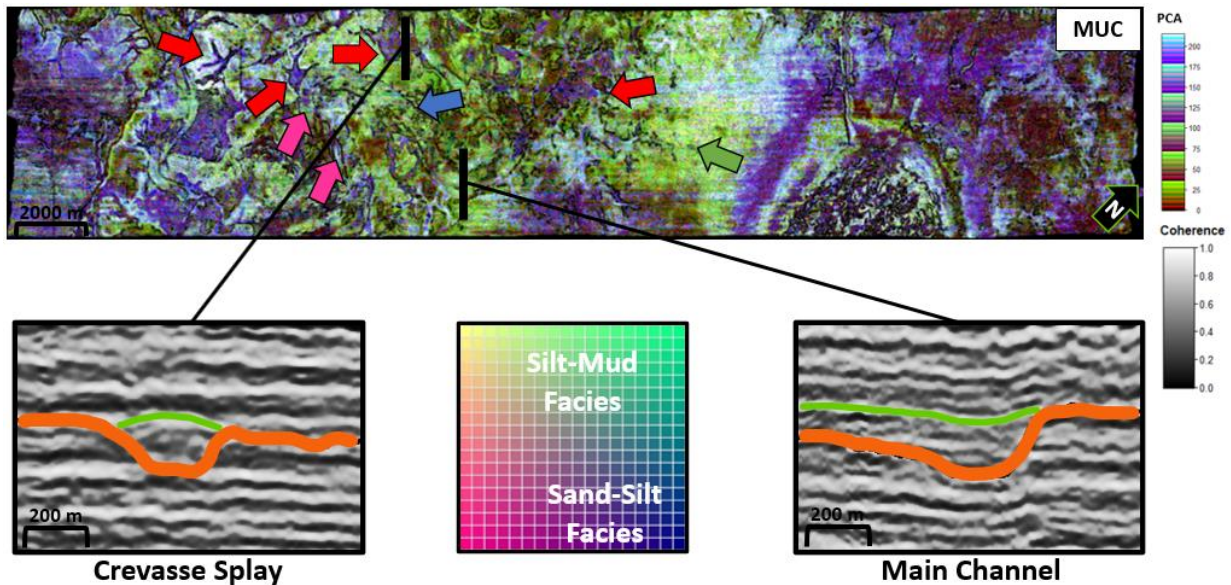 MUC
PCA
200
175
150
125
100
75
50
25
0
2000 m
N
Coherence
1.0
0.8
0.6
0.4
0.2
0.0
Silt-Mud
Facies
Sand-Silt
Facies
200 m
200 m
Crevasse Splay
Main Channel